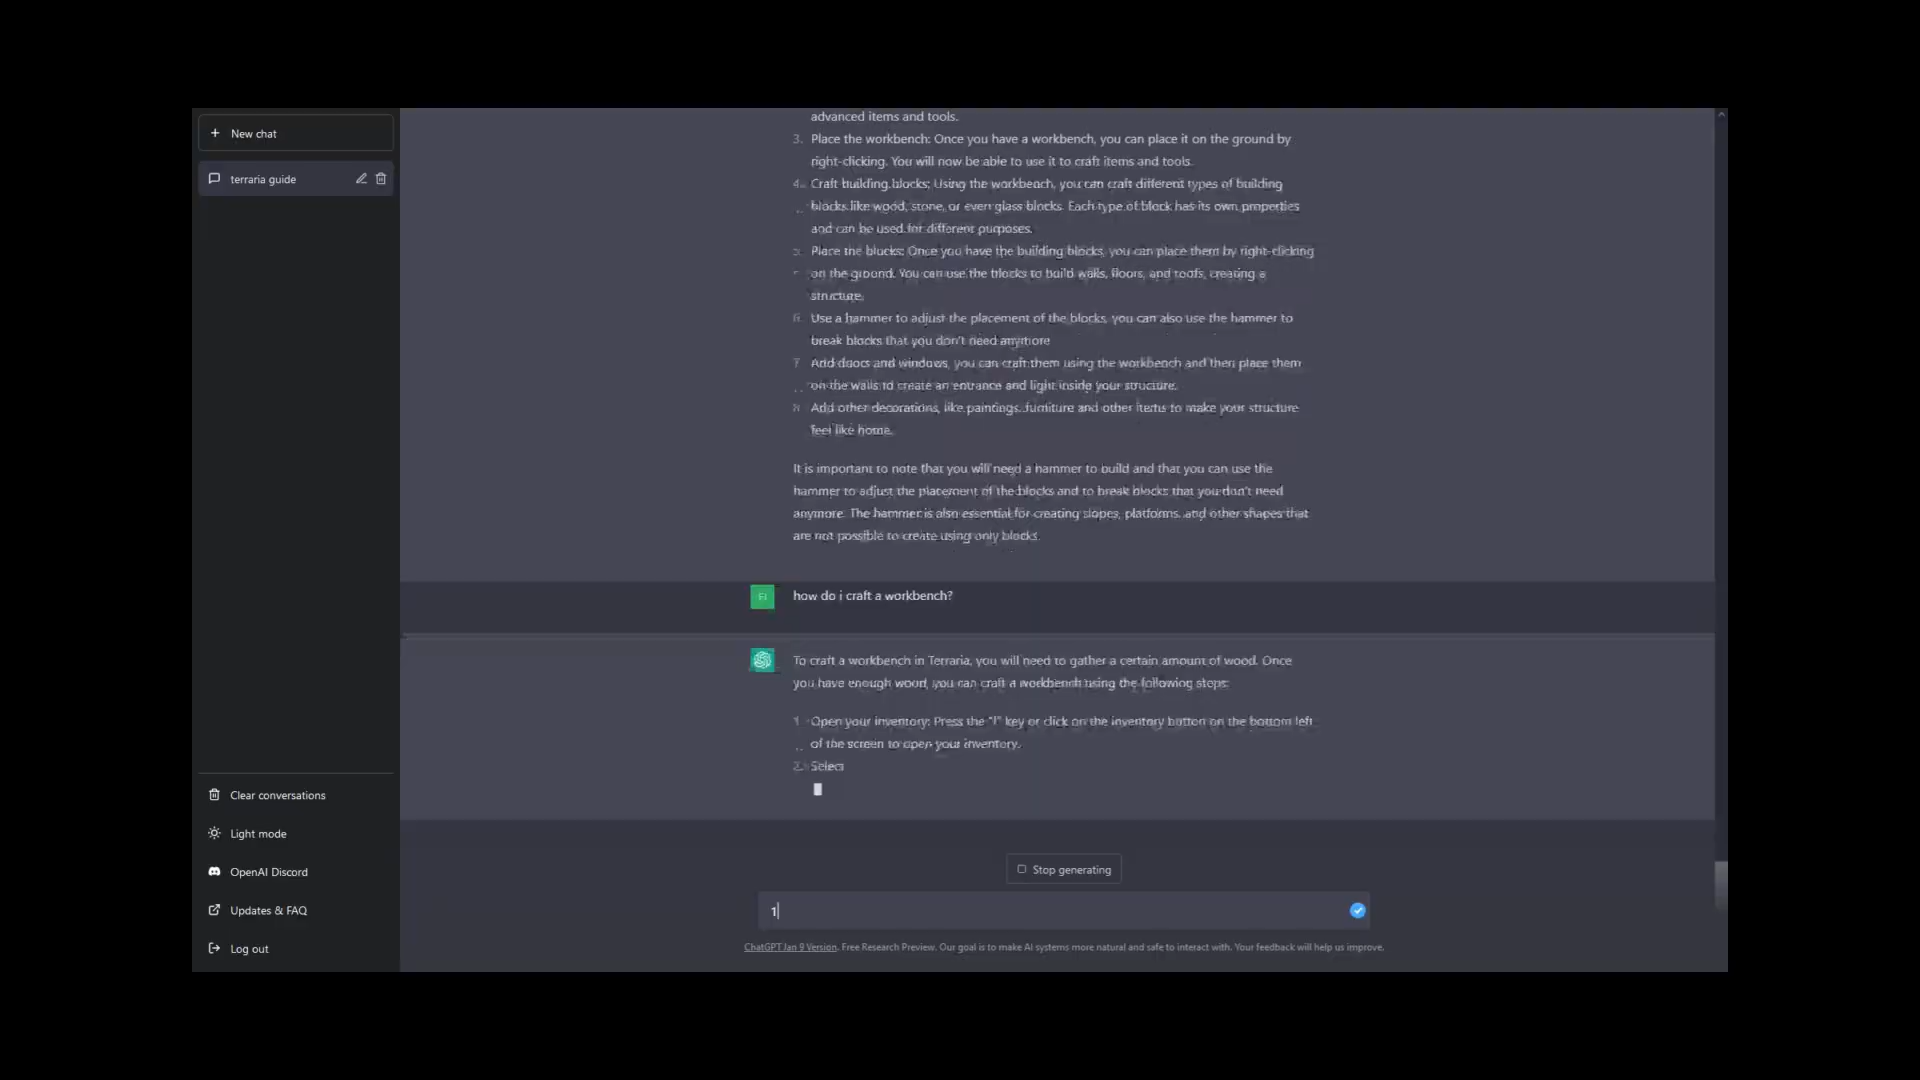 New chat
terraria guide
advanced items and tools.
3. Place the workbench: Once you have a workbench, you can place it on the ground by
right-clicking. You will now be able to use it to craft items and tools.
4. Craft building blocks: Using the workbench, you can craft different types of building
blocks like wood, stone, or even glass blocks. Each type of block has its own properties
and can be used for different purposes.
5. Place the blocks: Once you have the building blocks, you can place them by right-clicking
on the ground. You can use the blocks to build walls, floors, and roofs, creating a
structure.
6. Use a hammer to adjust the placement of the blocks, you can also use the hammer to
break blocks that you don't need anymore
7. Add doors and windows, you can craft them using the workbench and then place them
on the walls to create an entrance and light inside your structure.
8. Add other decorations, like paintings, furniture and other items to make your structure
feel like home.
It is important to note that you will need a hammer to build and that you can use the
hammer to adjust the placement of the blocks and to break blocks that you don't need
anymore. The hammer is also essential for creating slopes, platforms, and other shapes that
are not possible to create using only blocks.
how do i craft a workbench?
To craft a workbench in Terraria, you will need to gather a certain amount of wood. Once
you have enough wood, you can craft a workbench using the following steps:
1. Open your inventory: Press the "I" key or click on the inventory button on the bottom left
of the screen to open your inventory.
2. Select
Clear conversations
Light mode
OpenAI Discord
Updates & FAQ
Log out
Stop generating
1
ChatGPT Jan 9 Version. Free Research Preview. Our goal is to make AI systems more natural and safe to interact with. Your feedback will help us improve.